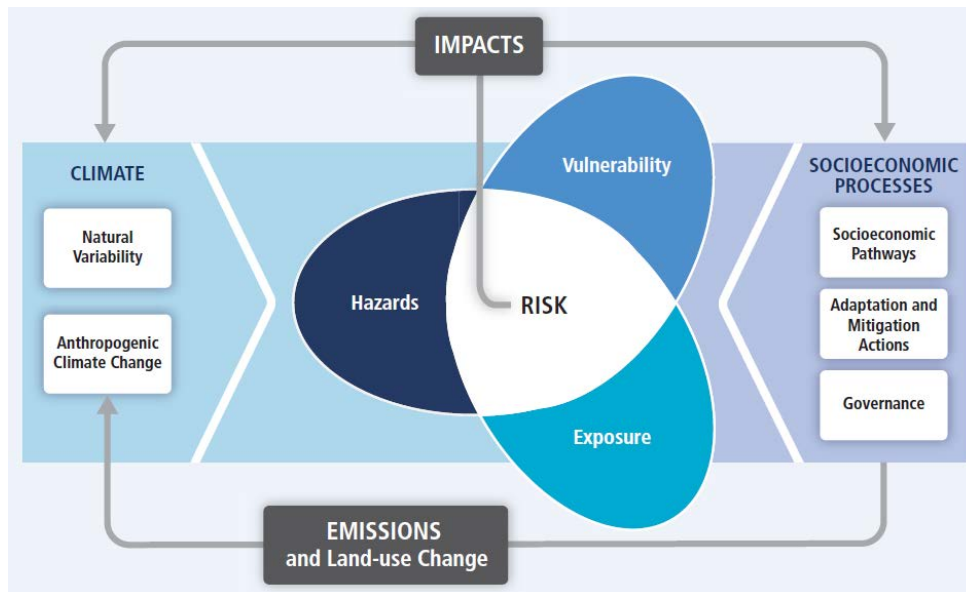 IMPACTS
CLIMATE
Natural
Variability
Anthropogenic
Climate Change
Vulnerability
Hazards
RISK
Exposure
SOCIOECONOMIC
PROCESSES
Socioeconomic
Pathways
Adaptation and
Mitigation
Actions
Governance
EMISSIONS
and Land-use Change